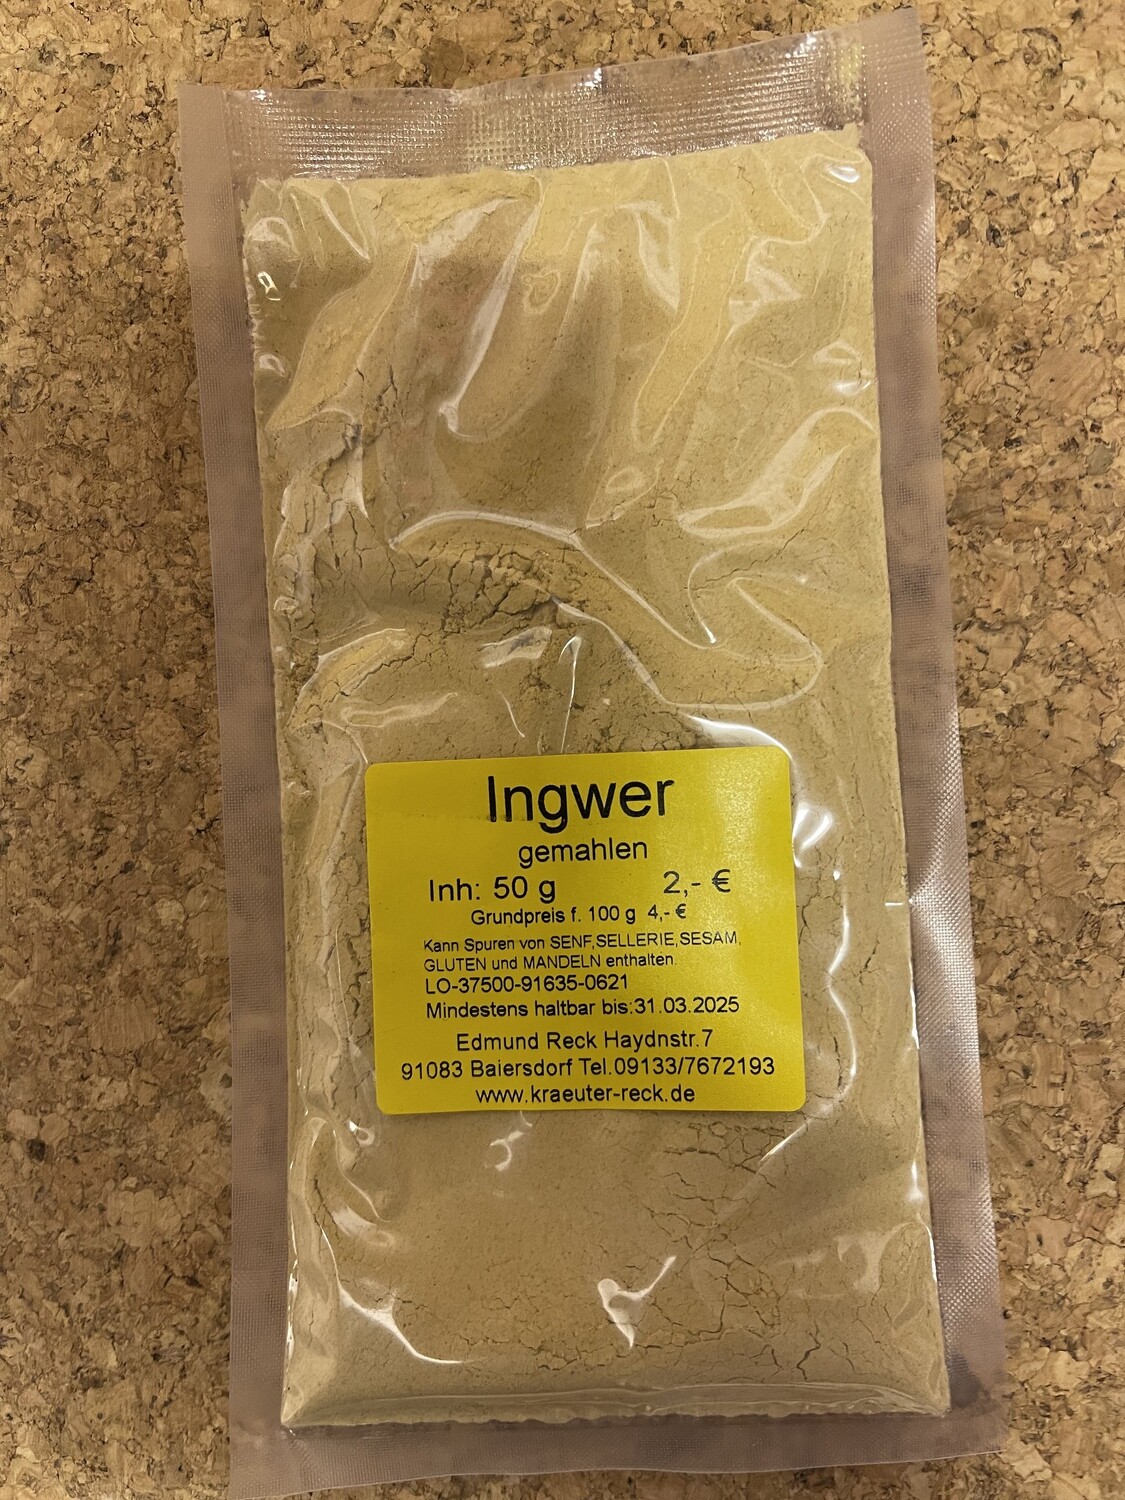 Ingwer
gemahlen
Inh: 50 g 2,- €
Grundpreis f. 100 g 4,- €
Kann Spuren von SENF,SELLERIE,SESAM,
GLUTEN und MANDELN enthalten.
LO-37500-91635-0621
Mindestens haltbar bis:31.03.2025
Edmund Reck Haydnstr.7
91083 Baiersdorf Tel.09133/7672193
www.kraeuter-reck.de